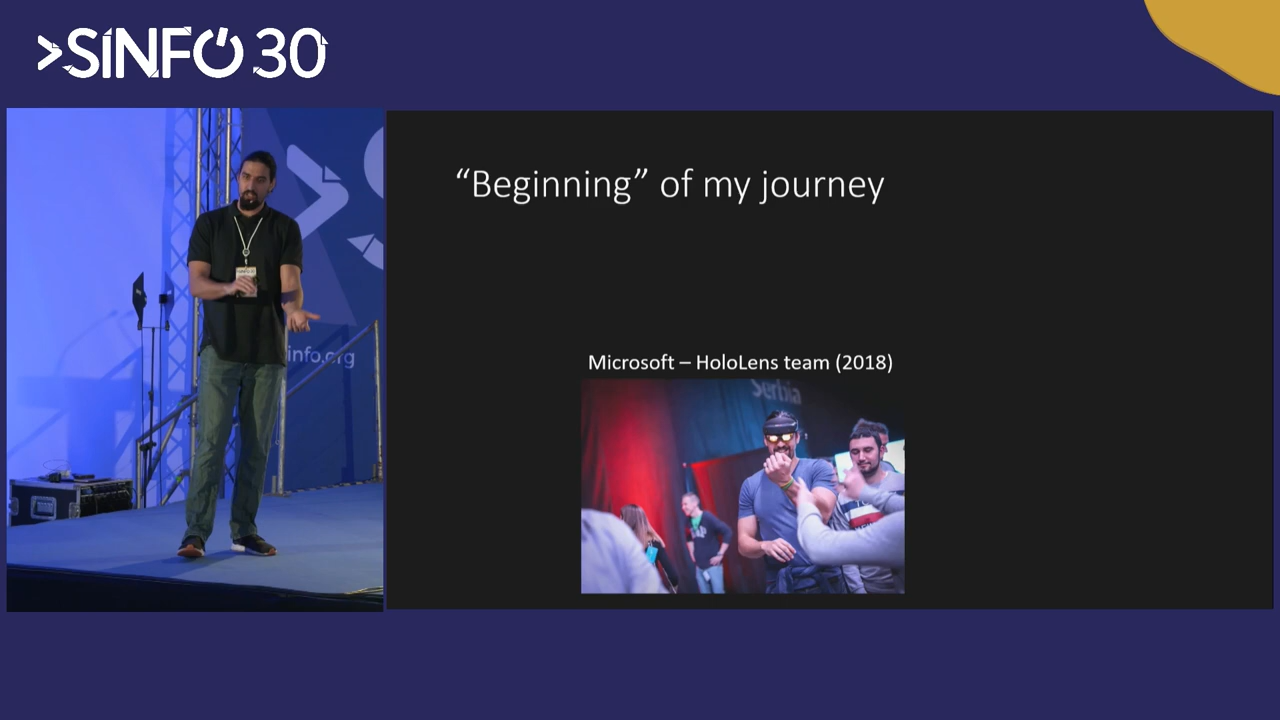 >SINFO 30
“Beginning” of my journey
info.org
Microsoft – HoloLens team (2018)
Serbia